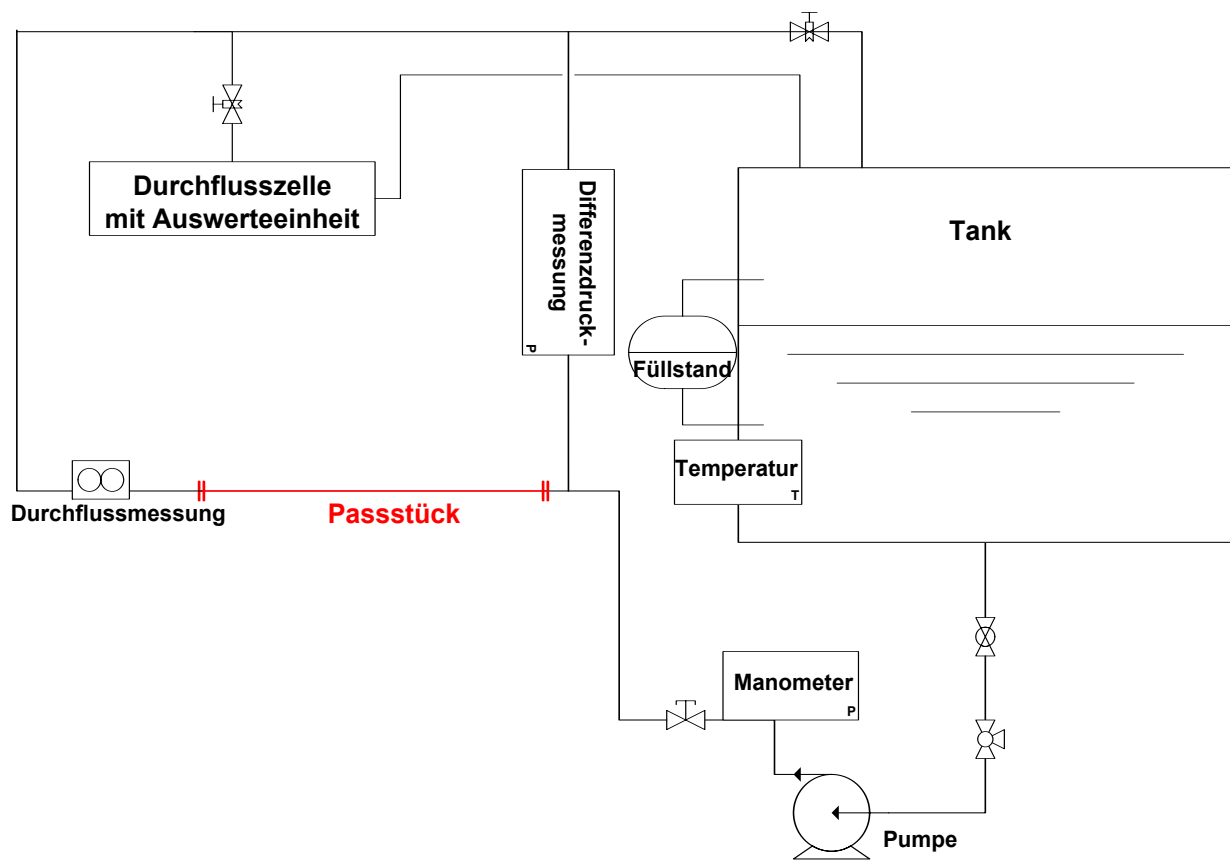 Durchflusszelle
mit Auswerteeinheit
Differenzdruck-
messung
P
Tank
Füllstand
Temperatur
T
Durchflussmessung
Passstück
Manometer
P
Pumpe